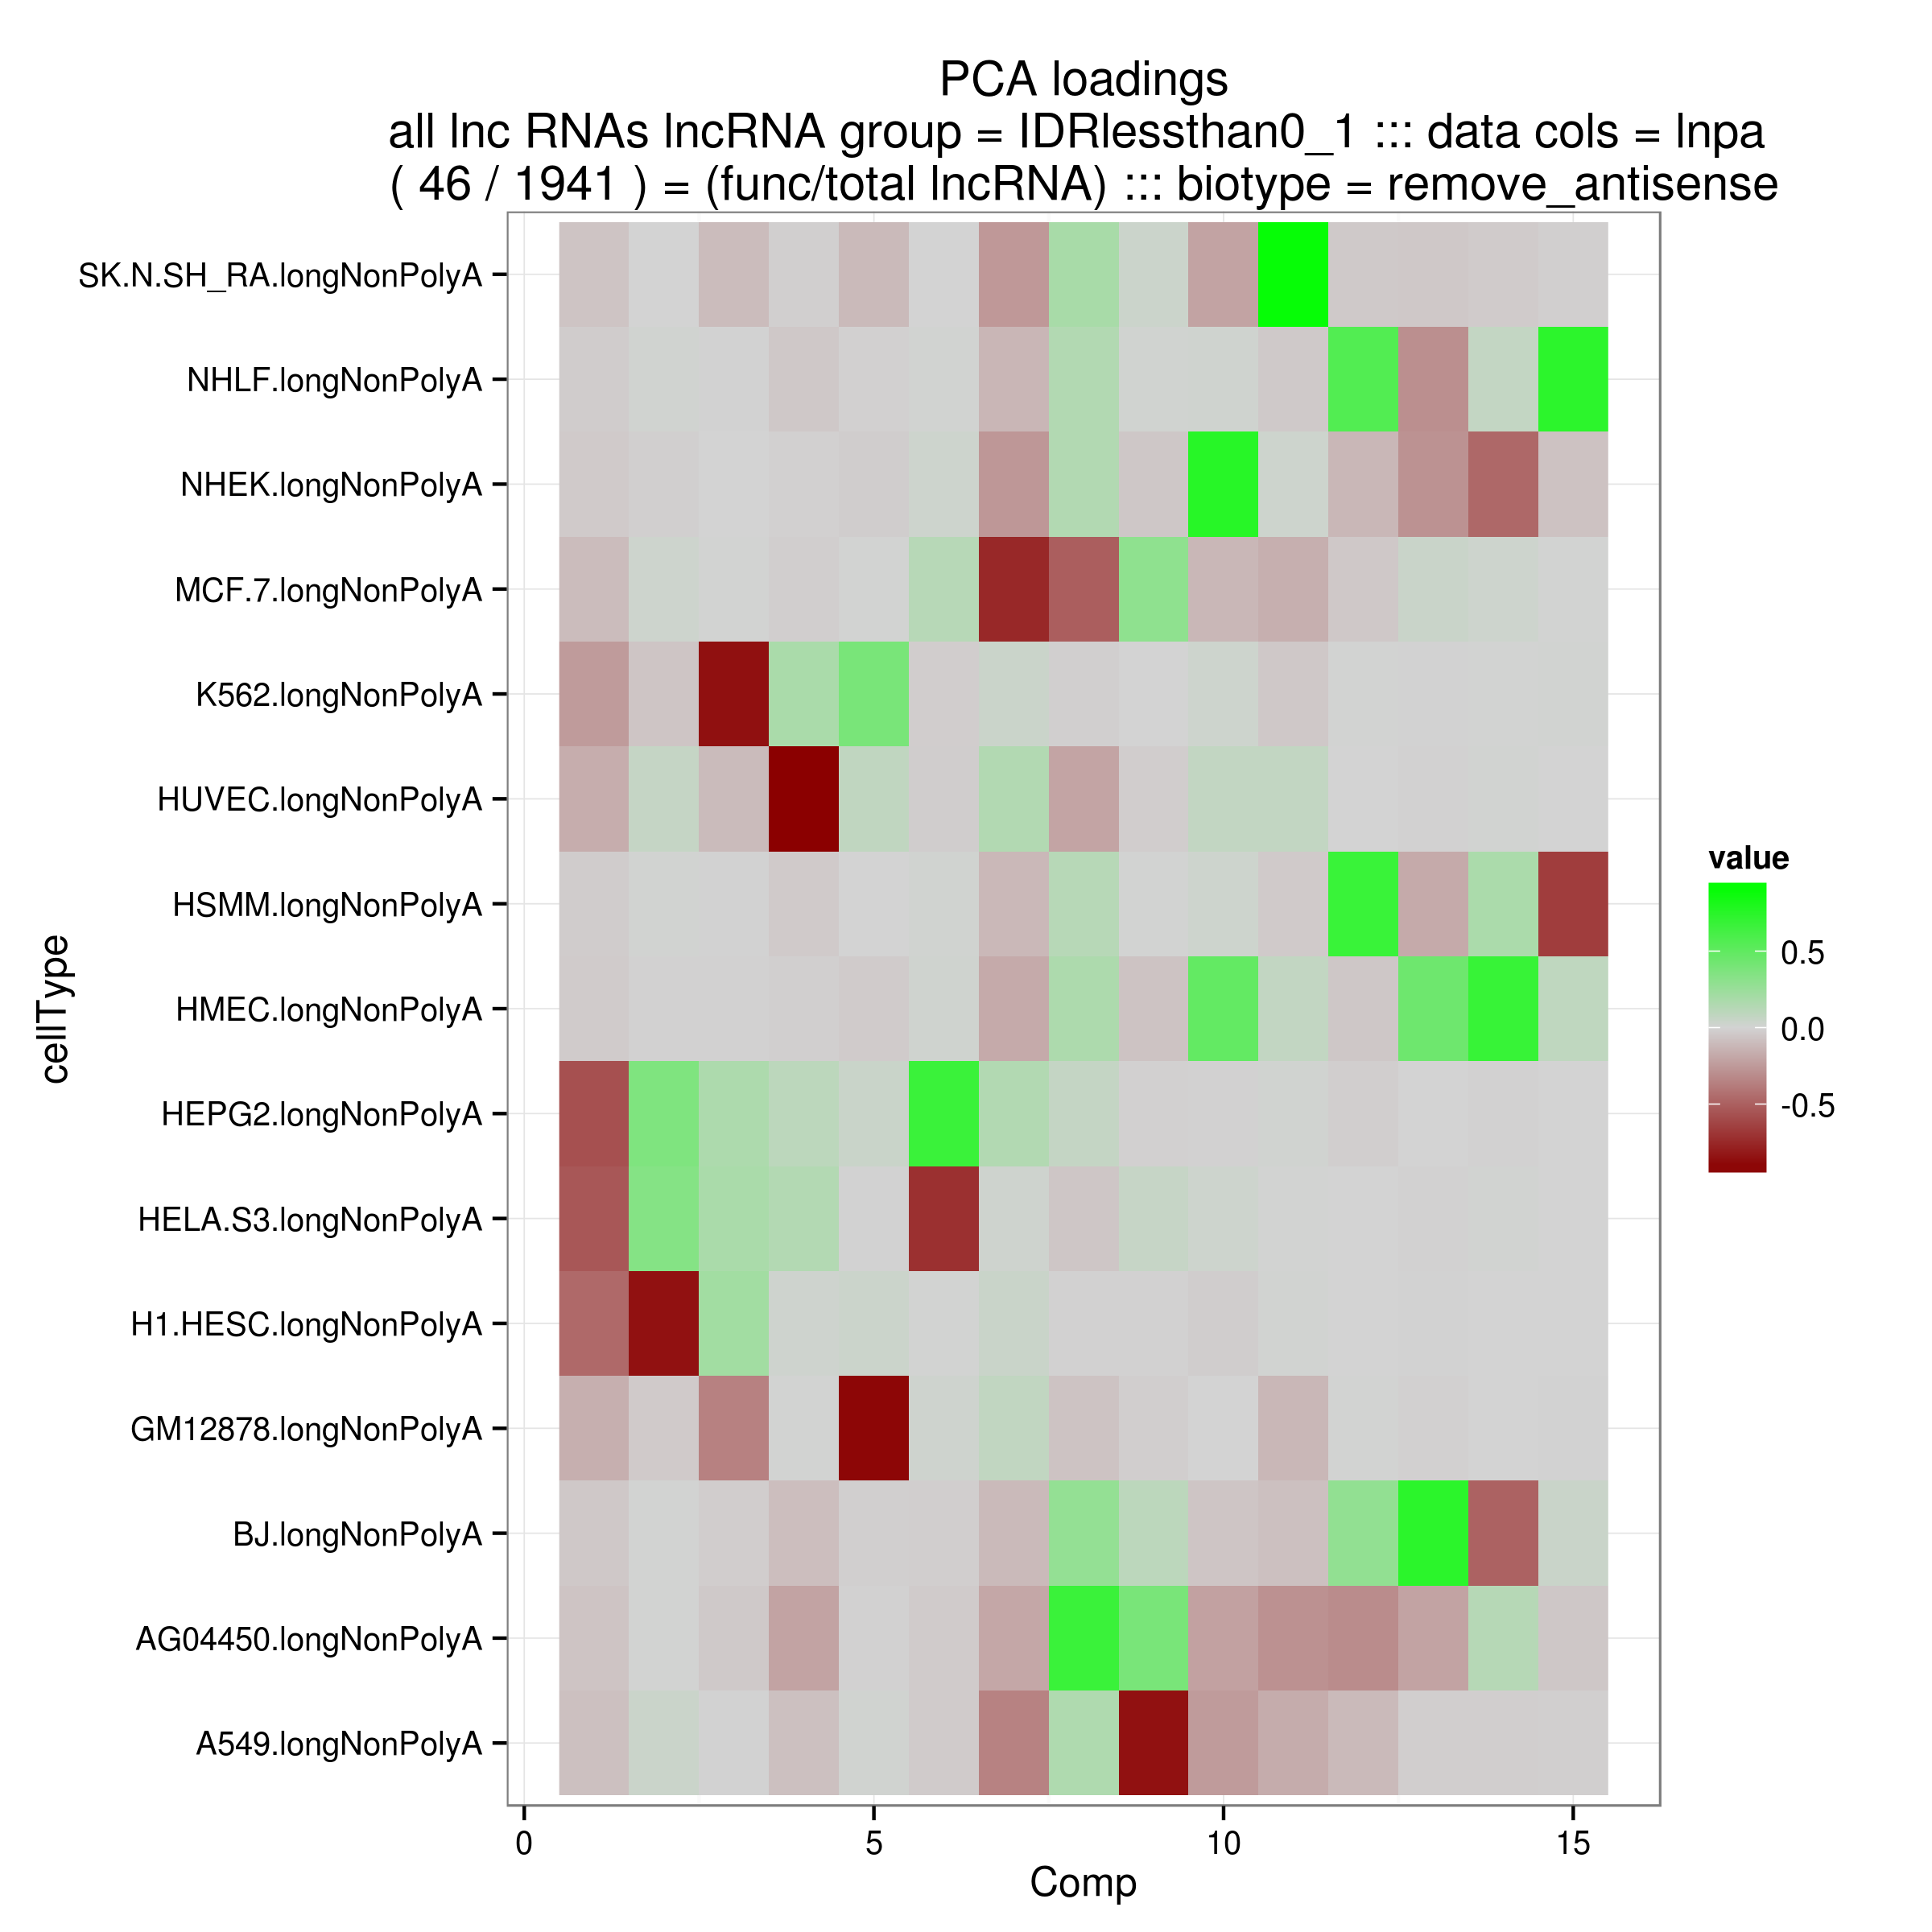 PCA loadings
all lnc RNAs lncRNA group = IDRlessthan0_1 ::: data cols = lnpa
( 46 / 1941 ) = (func/total lncRNA) ::: biotype = remove_antisense
cellType
SK.N.SH_RA.longNonPolyA
NHLF.longNonPolyA
NHEK.longNonPolyA
MCF.7.longNonPolyA
K562.longNonPolyA
HUVEC.longNonPolyA
HSMM.longNonPolyA
HMEC.longNonPolyA
HEPG2.longNonPolyA
HELA.S3.longNonPolyA
H1.HESC.longNonPolyA
GM12878.longNonPolyA
BJ.longNonPolyA
AG04450.longNonPolyA
A549.longNonPolyA
0 5 10 15
Comp
value
0.5
0.0
-0.5